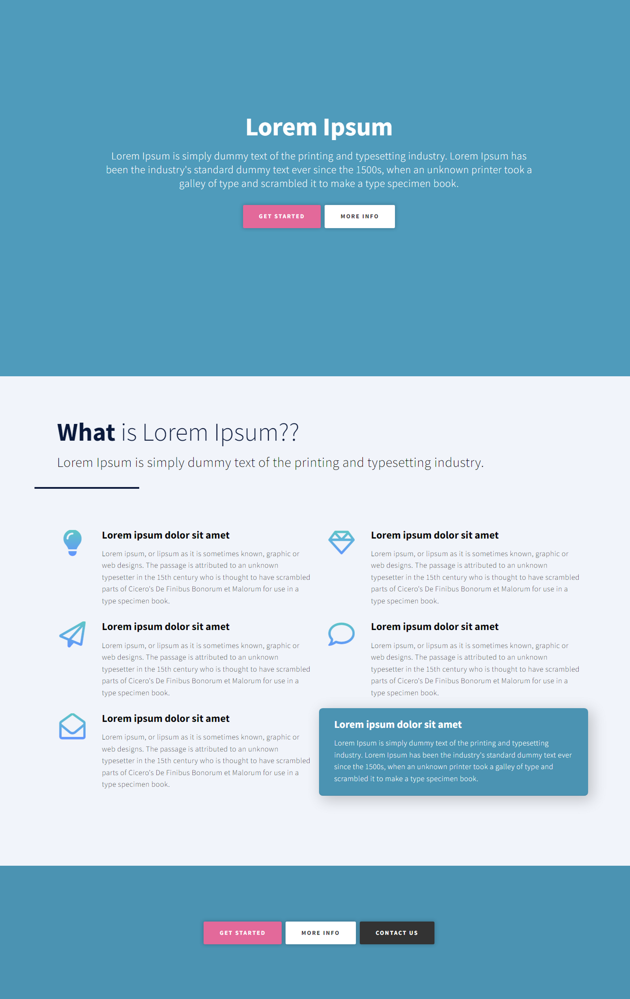 Lorem Ipsum
Lorem Ipsum is simply dummy text of the printing and typesetting industry. Lorem Ipsum has
been the industry's standard dummy text ever since the 1500s, when an unknown printer took a
galley of type and scrambled it to make a type specimen book.
GET STARTED
MORE INFO
What is Lorem Ipsum??
Lorem Ipsum is simply dummy text of the printing and typesetting industry.
Lorem ipsum dolor sit amet
Lorem ipsum, or lipsum as it is sometimes known, graphic or
web designs. The passage is attributed to an unknown
typesetter in the 15th century who is thought to have scrambled
parts of Cicero's De Finibus Bonorum et Malorum for use in a
type specimen book.
Lorem ipsum dolor sit amet
Lorem ipsum, or lipsum as it is sometimes known, graphic or
web designs. The passage is attributed to an unknown
typesetter in the 15th century who is thought to have scrambled
parts of Cicero's De Finibus Bonorum et Malorum for use in a
type specimen book.
Lorem ipsum dolor sit amet
Lorem ipsum, or lipsum as it is sometimes known, graphic or
web designs. The passage is attributed to an unknown
typesetter in the 15th century who is thought to have scrambled
parts of Cicero's De Finibus Bonorum et Malorum for use in a
type specimen book.
Lorem ipsum dolor sit amet
Lorem ipsum, or lipsum as it is sometimes known, graphic or
web designs. The passage is attributed to an unknown
typesetter in the 15th century who is thought to have scrambled
parts of Cicero's De Finibus Bonorum et Malorum for use in a
type specimen book.
Lorem ipsum dolor sit amet
Lorem ipsum, or lipsum as it is sometimes known, graphic or
web designs. The passage is attributed to an unknown
typesetter in the 15th century who is thought to have scrambled
parts of Cicero's De Finibus Bonorum et Malorum for use in a
type specimen book.
Lorem ipsum dolor sit amet
Lorem Ipsum is simply dummy text of the printing and typesetting
industry. Lorem Ipsum has been the industry's standard dummy text ever
since the 1500s, when an unknown printer took a galley of type and
scrambled it to make a type specimen book.
GET STARTED
MORE INFO
CONTACT US